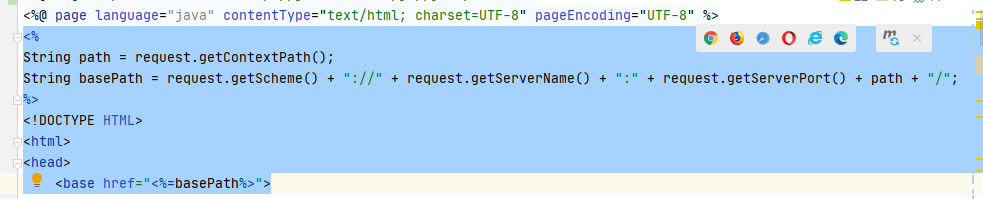 <%@ page language="java" contentType="text/html; charset=UTF-8" pageEncoding="UTF-8" %>
<%
String path = request.getContextPath();
String basePath = request.getScheme() + "://" + request.getServerName() + ":" + request.getServerPort() + path + "/";
%>
<!DOCTYPE HTML>
<html>
<head>
    <base href="<%=basePath%>">